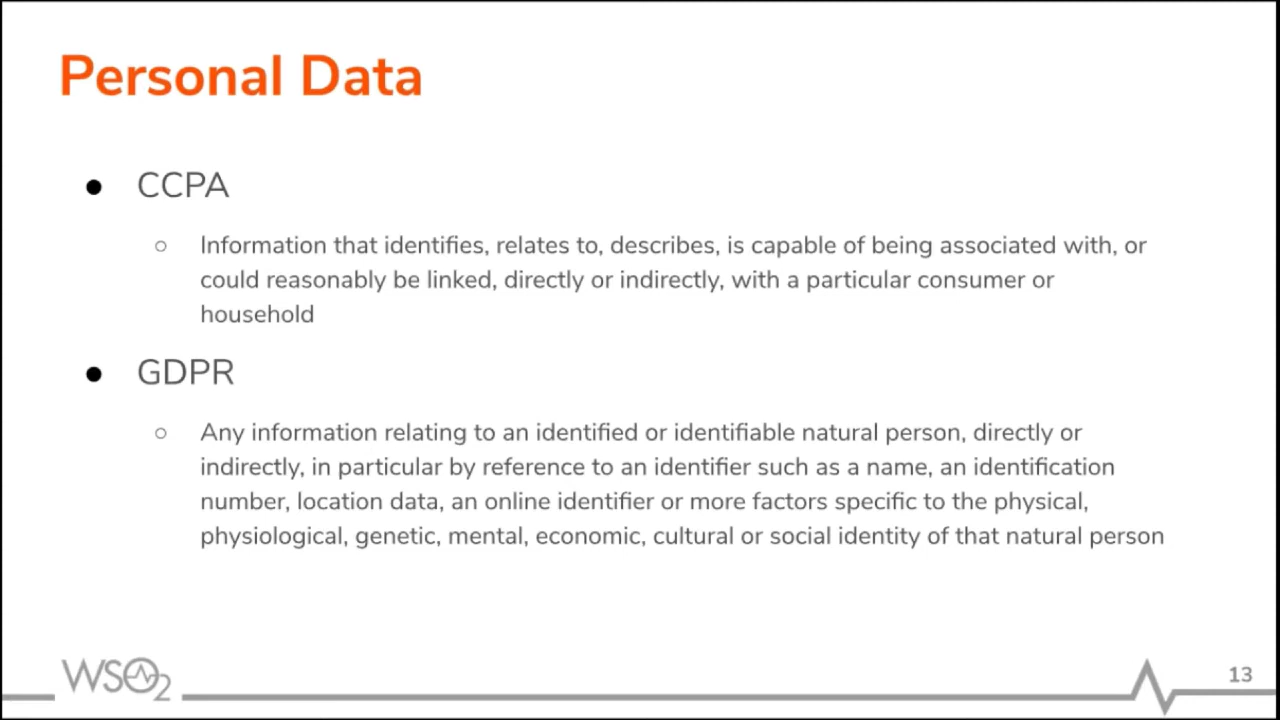 Personal Data
● CCPA
○ Information that identifies, relates to, describes, is capable of being associated with, or
could reasonably be linked, directly or indirectly, with a particular consumer or
household
● GDPR
○ Any information relating to an identified or identifiable natural person, directly or
indirectly, in particular by reference to an identifier such as a name, an identification
number, location data, an online identifier or more factors specific to the physical,
physiological, genetic, mental, economic, cultural or social identity of that natural person
WSO2
13